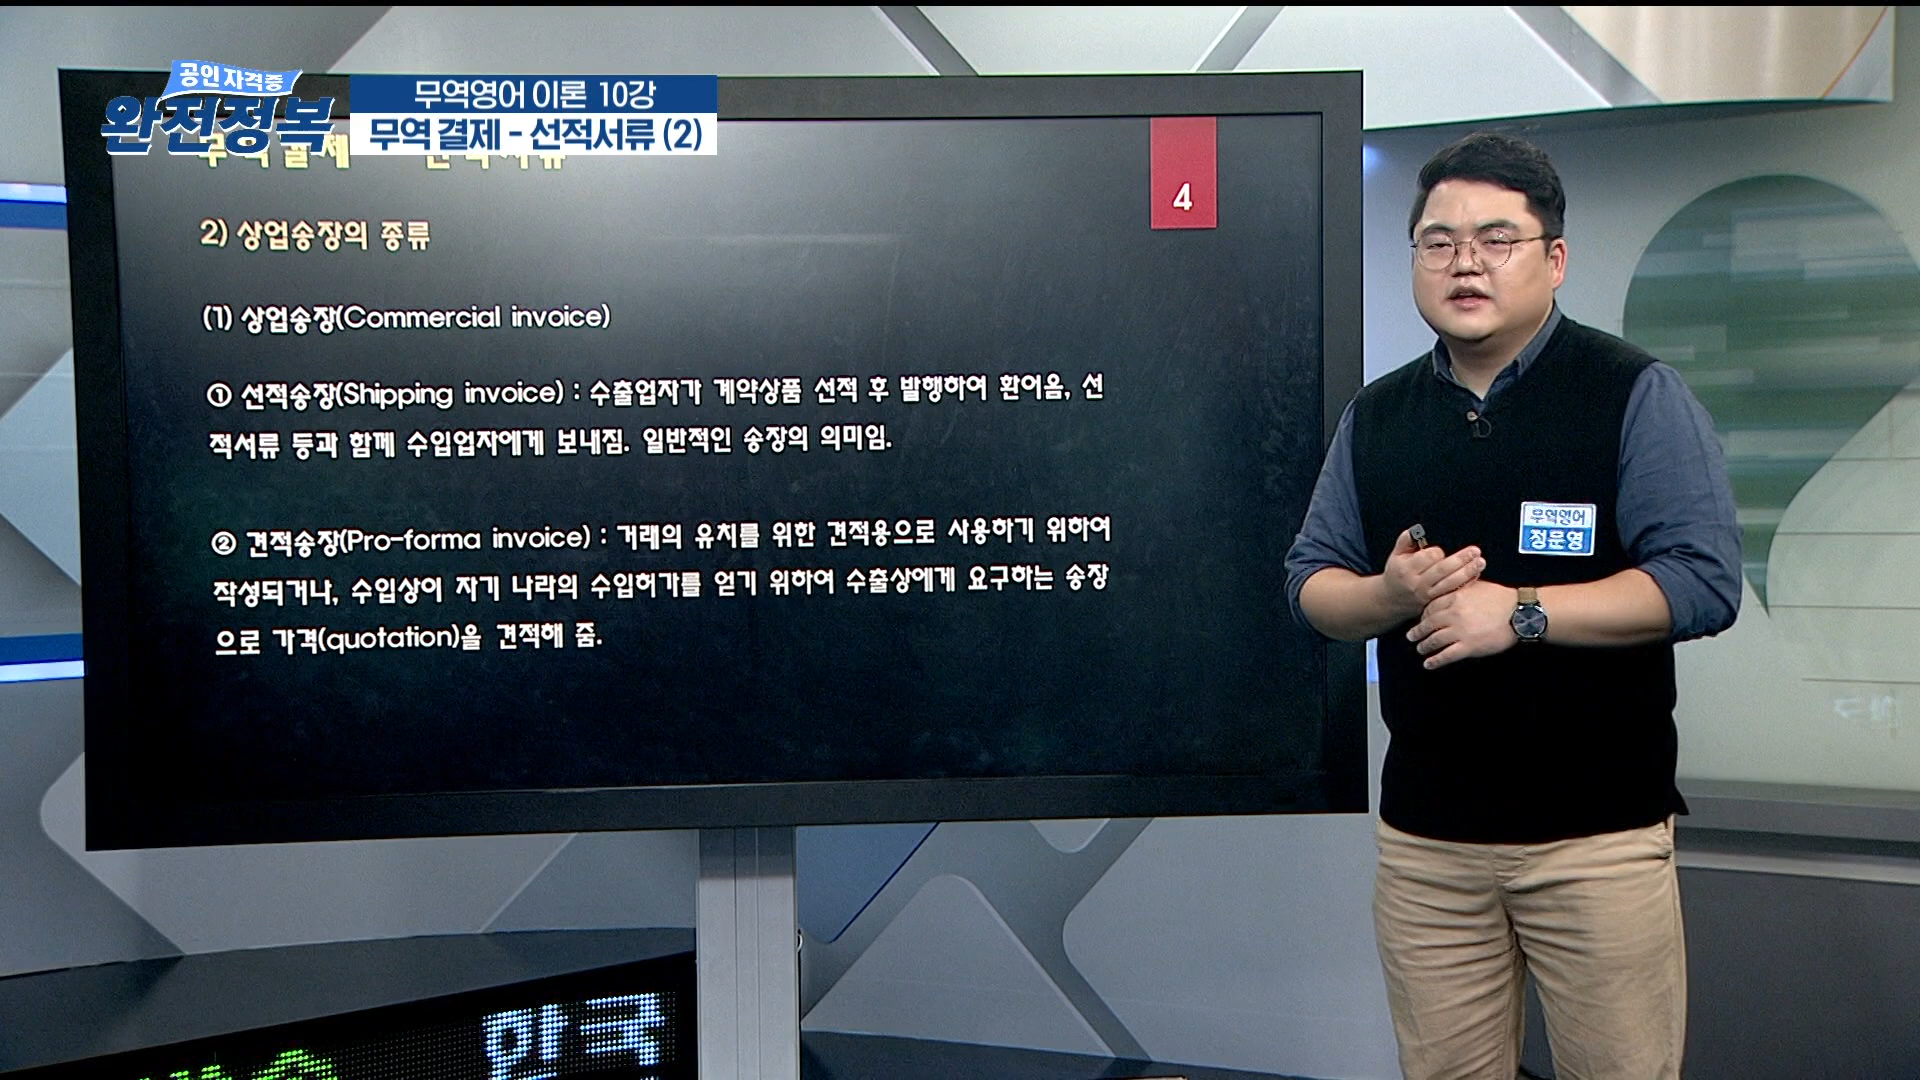 공인 자격증
완전정복
무역영어 이론 10강
무역 결제 - 선적서류 (2)
4
2) 상업송장의 종류
(1) 상업송장(Commercial invoice)
① 선적송장(Shipping invoice) : 수출업자가 계약상품 선적 후 발행하여 환어음, 선
적서류 등과 함께 수입업자에게 보내짐. 일반적인 송장의 의미임.
② 견적송장(Pro-forma invoice) : 거래의 유치를 위한 견적용으로 사용하기 위하여
작성되거나, 수입상이 자기 나라의 수입허가를 얻기 위하여 수출상에게 요구하는 송장
으로 가격(quotation)을 견적해 줌.
무역영어
정문영